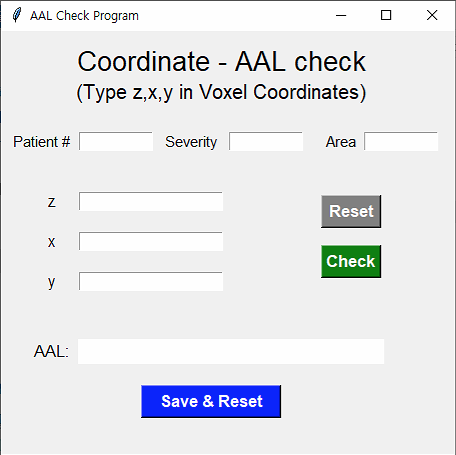 AAL Check Program
Coordinate - AAL check
(Type z,x,y in Voxel Coordinates)
Patient # Severity Area
z
Reset
x
Check
y
AAL:
Save & Reset